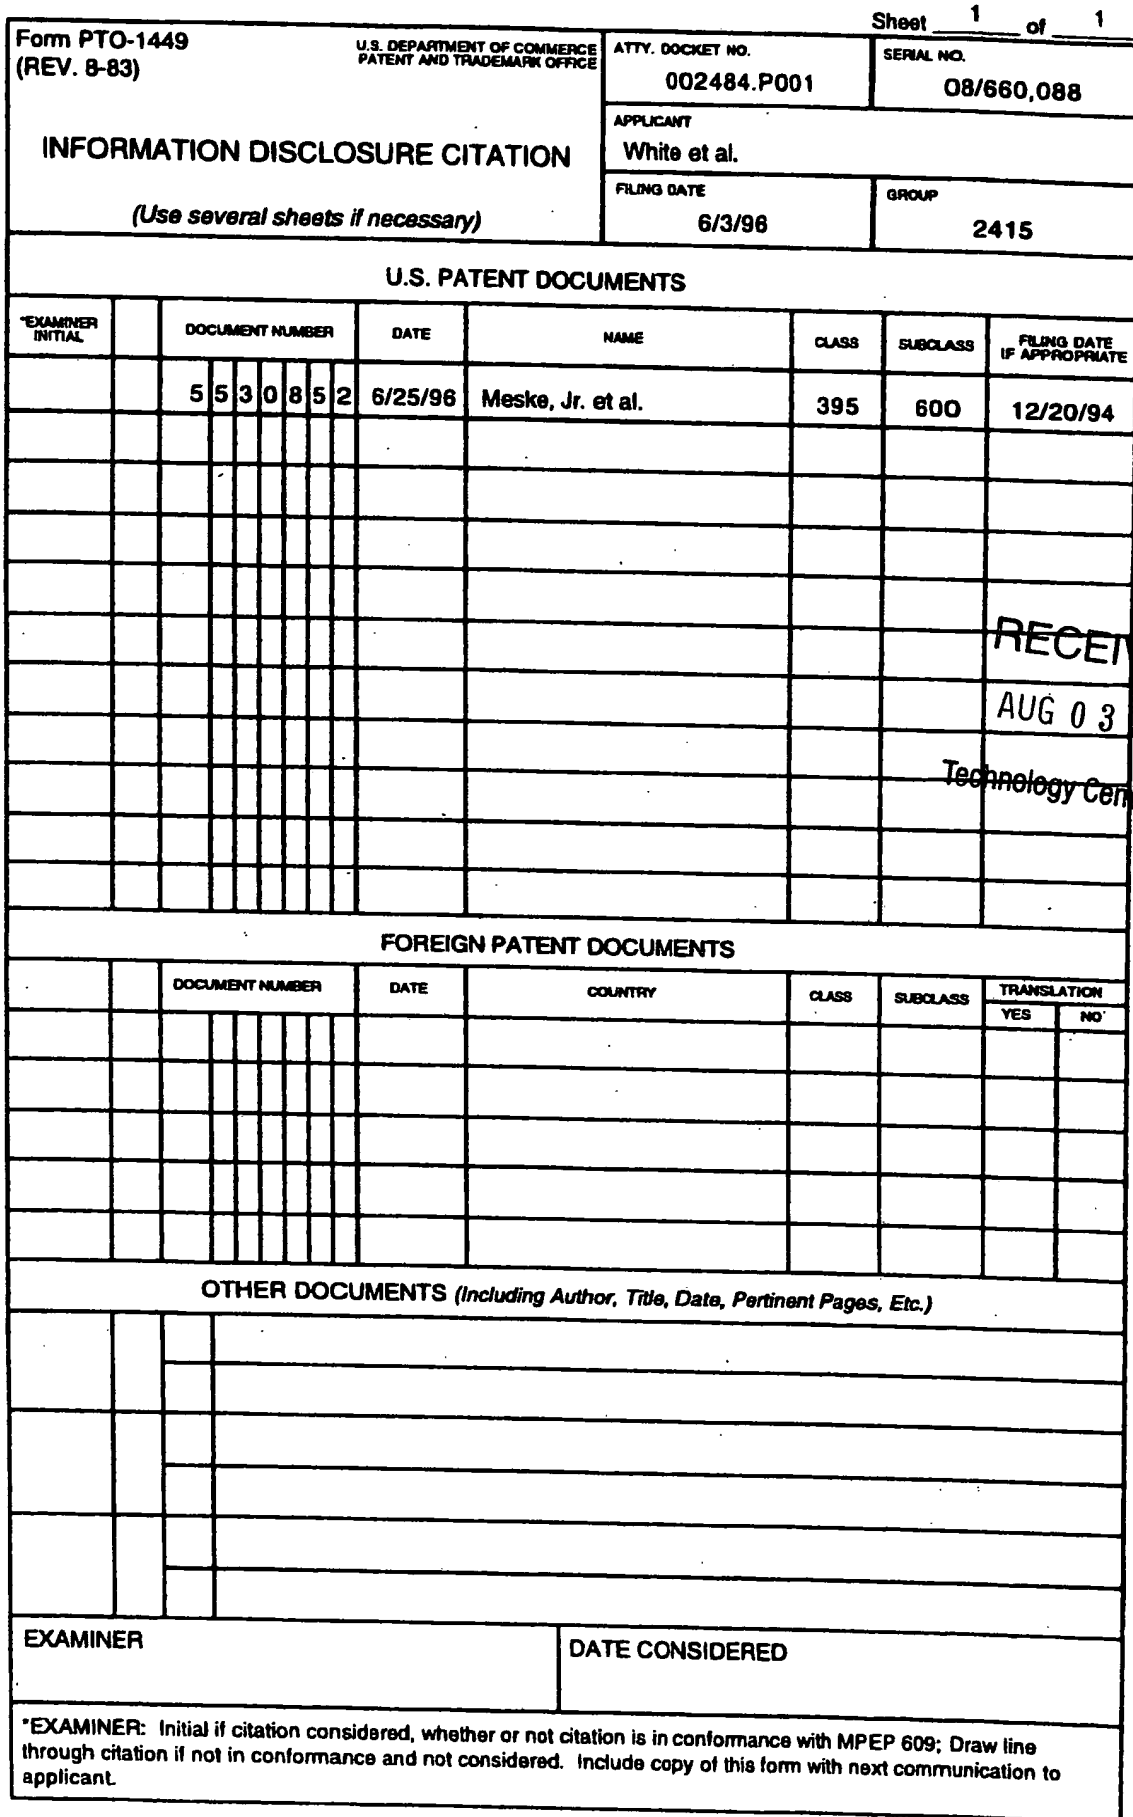 Sheet 1 of 1
Form PTO-1449
(REV. 8-83)
U.S. DEPARTMENT OF COMMERCE
PATENT AND TRADEMARK OFFICE
ATTY. DOCKET NO.
002484.P001
SERIAL NO.
08/660,088
INFORMATION DISCLOSURE CITATION
(Use several sheets if necessary)
APPLICANT
White et al.
FILING DATE
6/3/96
GROUP
2415
U.S. PATENT DOCUMENTS
*EXAMINER INITIAL DOCUMENT NUMBER DATE NAME CLASS SUBCLASS FILING DATE IF APPROPRIATE
5 5 3 0 8 5 2 6/25/96 Meske, Jr. et al. 395 600 12/20/94
RECEIV
AUG 03
Technology Cen
FOREIGN PATENT DOCUMENTS
DOCUMENT NUMBER DATE COUNTRY CLASS SUBCLASS TRANSLATION
YES NO
OTHER DOCUMENTS (Including Author, Title, Date, Pertinent Pages, Etc.)
EXAMINER
DATE CONSIDERED
*EXAMINER: Initial if citation considered, whether or not citation is in conformance with MPEP 609; Draw line
through citation if not in conformance and not considered. Include copy of this form with next communication to
applicant.